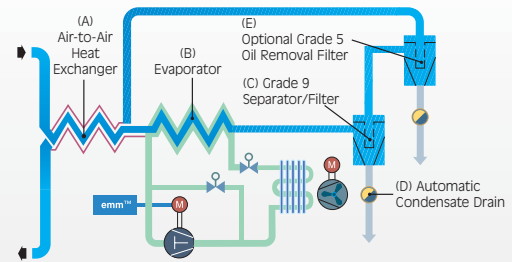 (A)
Air-to-Air
Heat
Exchanger
(B)
Evaporator
(E)
Optional Grade 5
Oil Removal Filter
(C) Grade 9
Separator/Filter
M
(D) Automatic
Condensate Drain
emm™
M